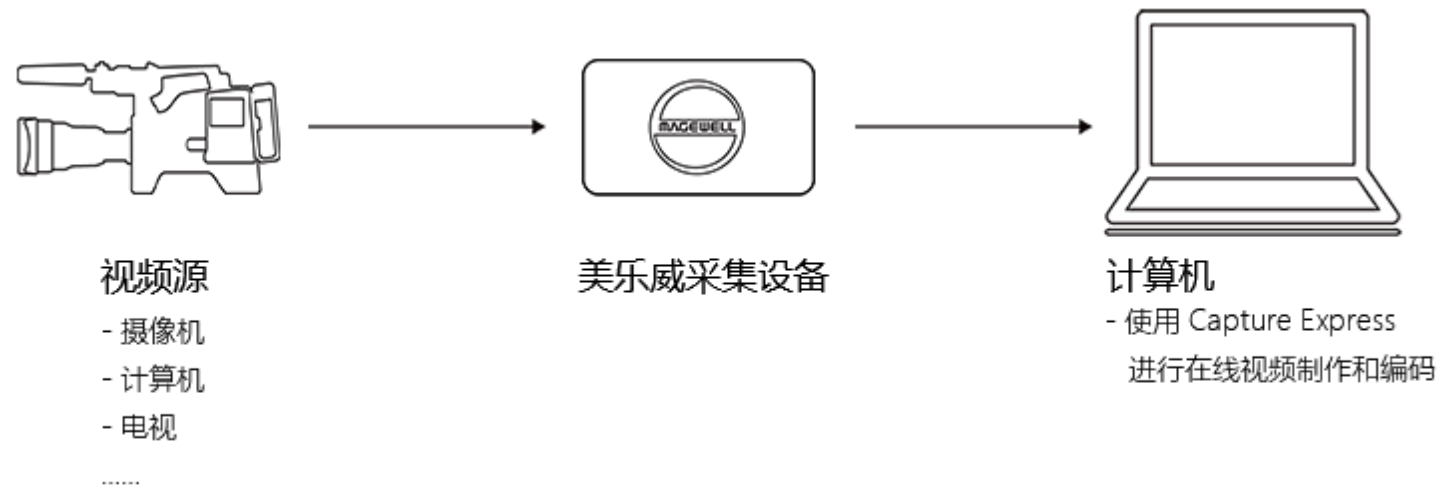 MAGEWELL
视频源
- 摄像机
- 计算机
- 电视
......
美乐威采集设备
计算机
- 使用 Capture Express
进行在线视频制作和编码